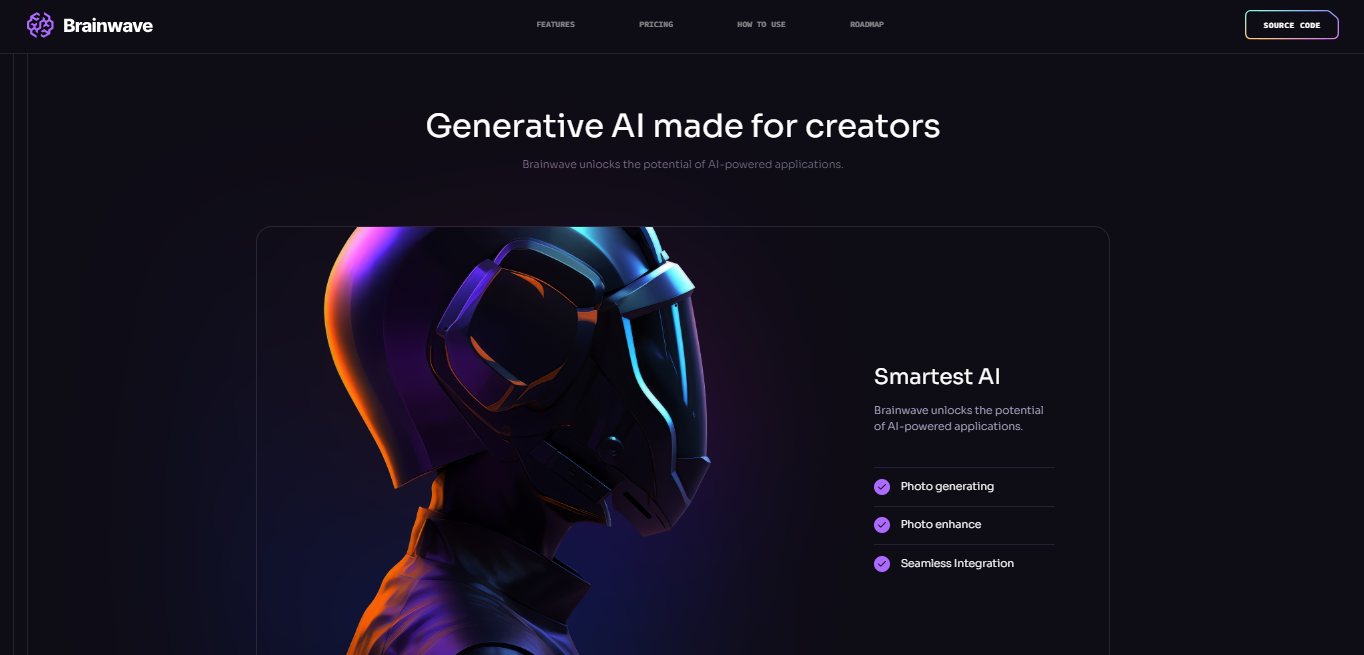 Brainwave
FEATURES
PRICING
HOW TO USE
ROADMAP
SOURCE CODE
Generative AI made for creators
Brainwave unlocks the potential of AI-powered applications.
Smartest AI
Brainwave unlocks the potential
of AI-powered applications.
Photo generating
Photo enhance
Seamless Integration